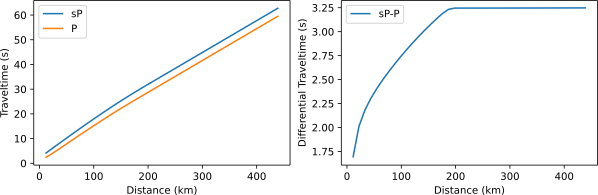 60
50
40
30
20
10
0
Traveltime (s)
sP
P
0 100 200 300 400
Distance (km)
3.25
3.00
2.75
2.50
2.25
2.00
1.75
Differential Traveltime (s)
sP-P
0 100 200 300 400
Distance (km)